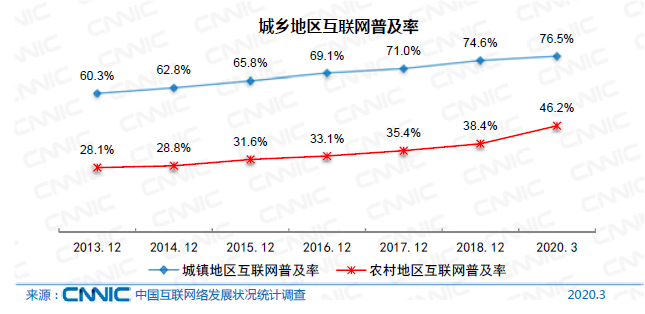 城乡地区互联网普及率
60.3% 62.8% 65.8% 69.1% 71.0% 74.6% 76.5%
28.1% 28.8% 31.6% 33.1% 35.4% 38.4% 46.2%
2013. 12 2014. 12 2015. 12 2016. 12 2017. 12 2018. 12 2020. 3
城镇地区互联网普及率 农村地区互联网普及率
来源：CNNIC 中国互联网络发展状况统计调查 2020.3